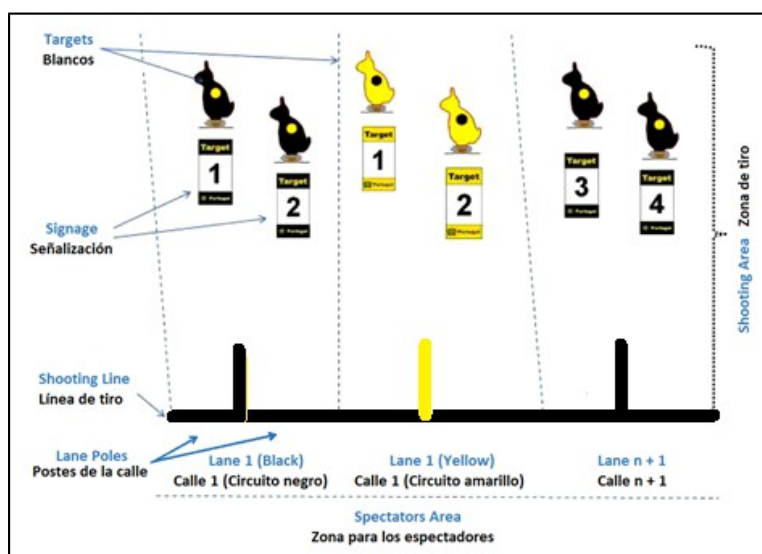 Targets
Blancos
Target
1
Portugal
Target
2
Portugal
Target
1
Portugal
Target
2
Portugal
Target
3
Portugal
Target
4
Portugal
Signage
Señalización
Shooting Area
Zona de tiro
Shooting Line
Línea de tiro
Lane Poles
Postes de la calle
Lane 1 (Black)
Calle 1 (Circuito negro)
Lane 1 (Yellow)
Calle 1 (Circuito amarillo)
Lane n + 1
Calle n + 1
Spectators Area
Zona para los espectadores